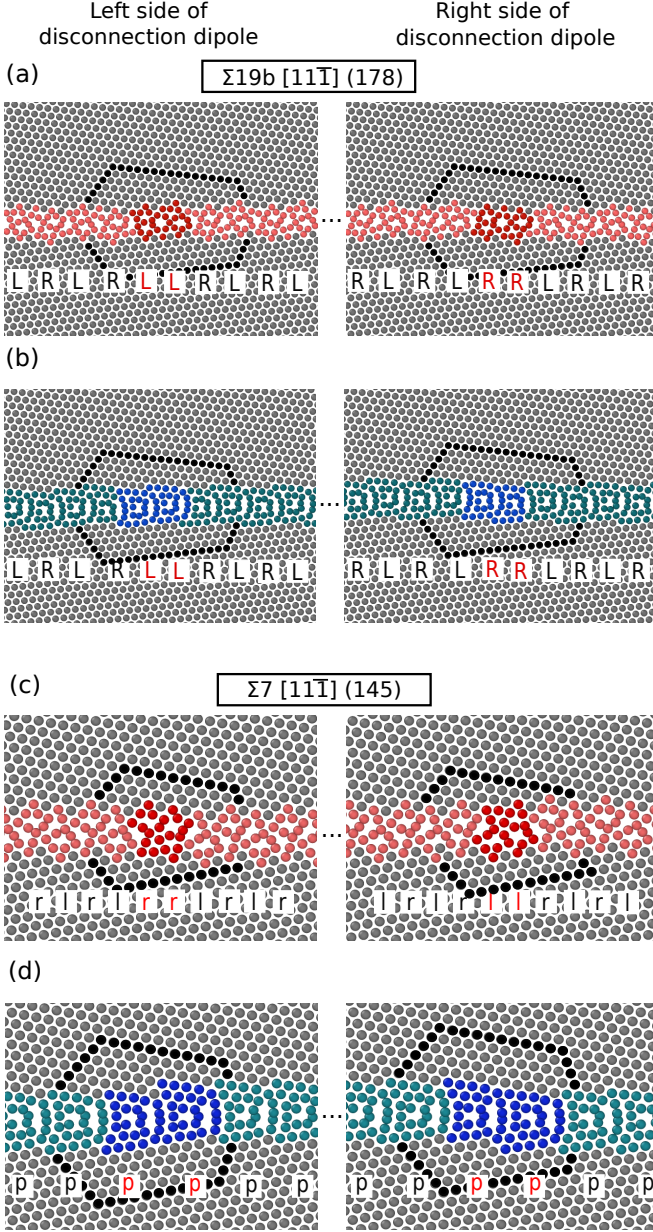 Left side of
disconnection dipole
Right side of
disconnection dipole
(a)
Σ19b [111̅] (178)
...
L R L R L L R L R L
R L R L R R L R L R
(b)
...
L R L R L L R L R L
R L R L R R L R L R
(c)
Σ7 [111̅] (145)
...
r l r l r r l r l r
l r l r l l r l r l
(d)
...
p p p p p p
p p p p p p